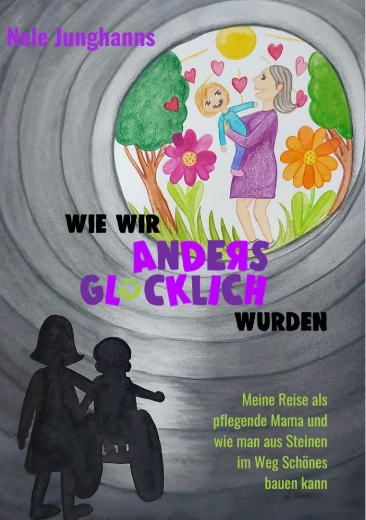 Nele Junghanns
WIE WIR
ANDERS
GLÜCKLICH
WURDEN
Meine Reise als
pflegende Mama und
wie man aus Steinen
im Weg Schönes
bauen kann